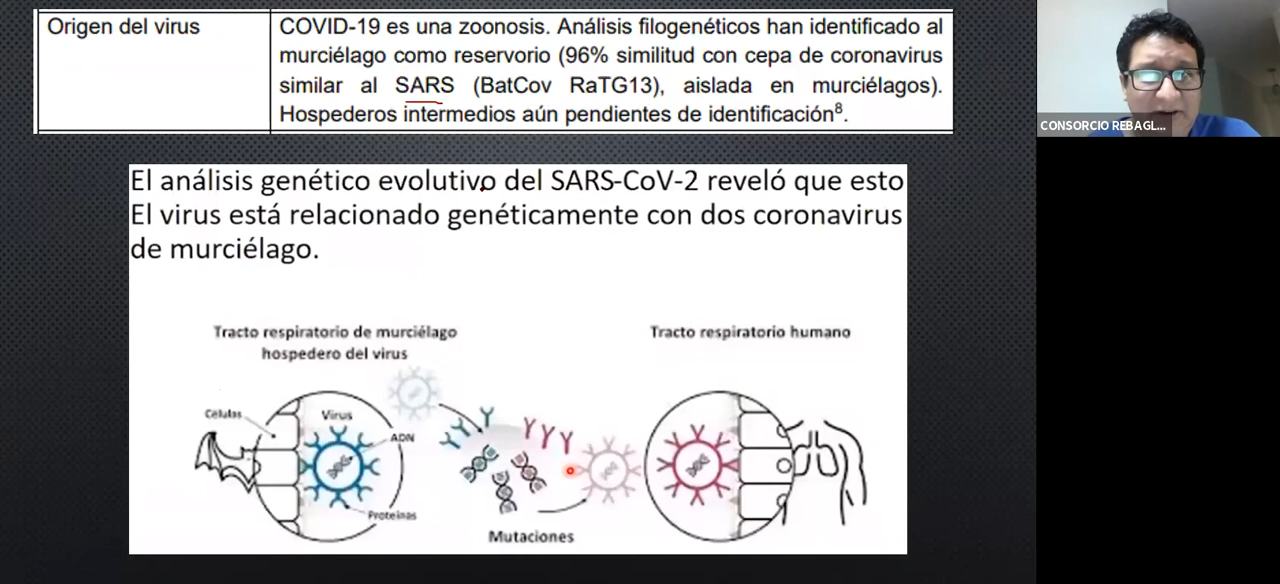 Origen del virus
COVID-19 es una zoonosis. Análisis filogenéticos han identificado al
murciélago como reservorio (96% similitud con cepa de coronavirus
similar al SARS (BatCov RaTG13), aislada en murciélagos).
Hospederos intermedios aún pendientes de identificación⁸.
CONSORCIO REBAGL...
El análisis genético evolutivo del SARS-CoV-2 reveló que esto
El virus está relacionado genéticamente con dos coronavirus
de murciélago.
Tracto respiratorio de murciélago
hospedero del virus
Tracto respiratorio humano
Células
Virus
ADN
Proteínas
Mutaciones